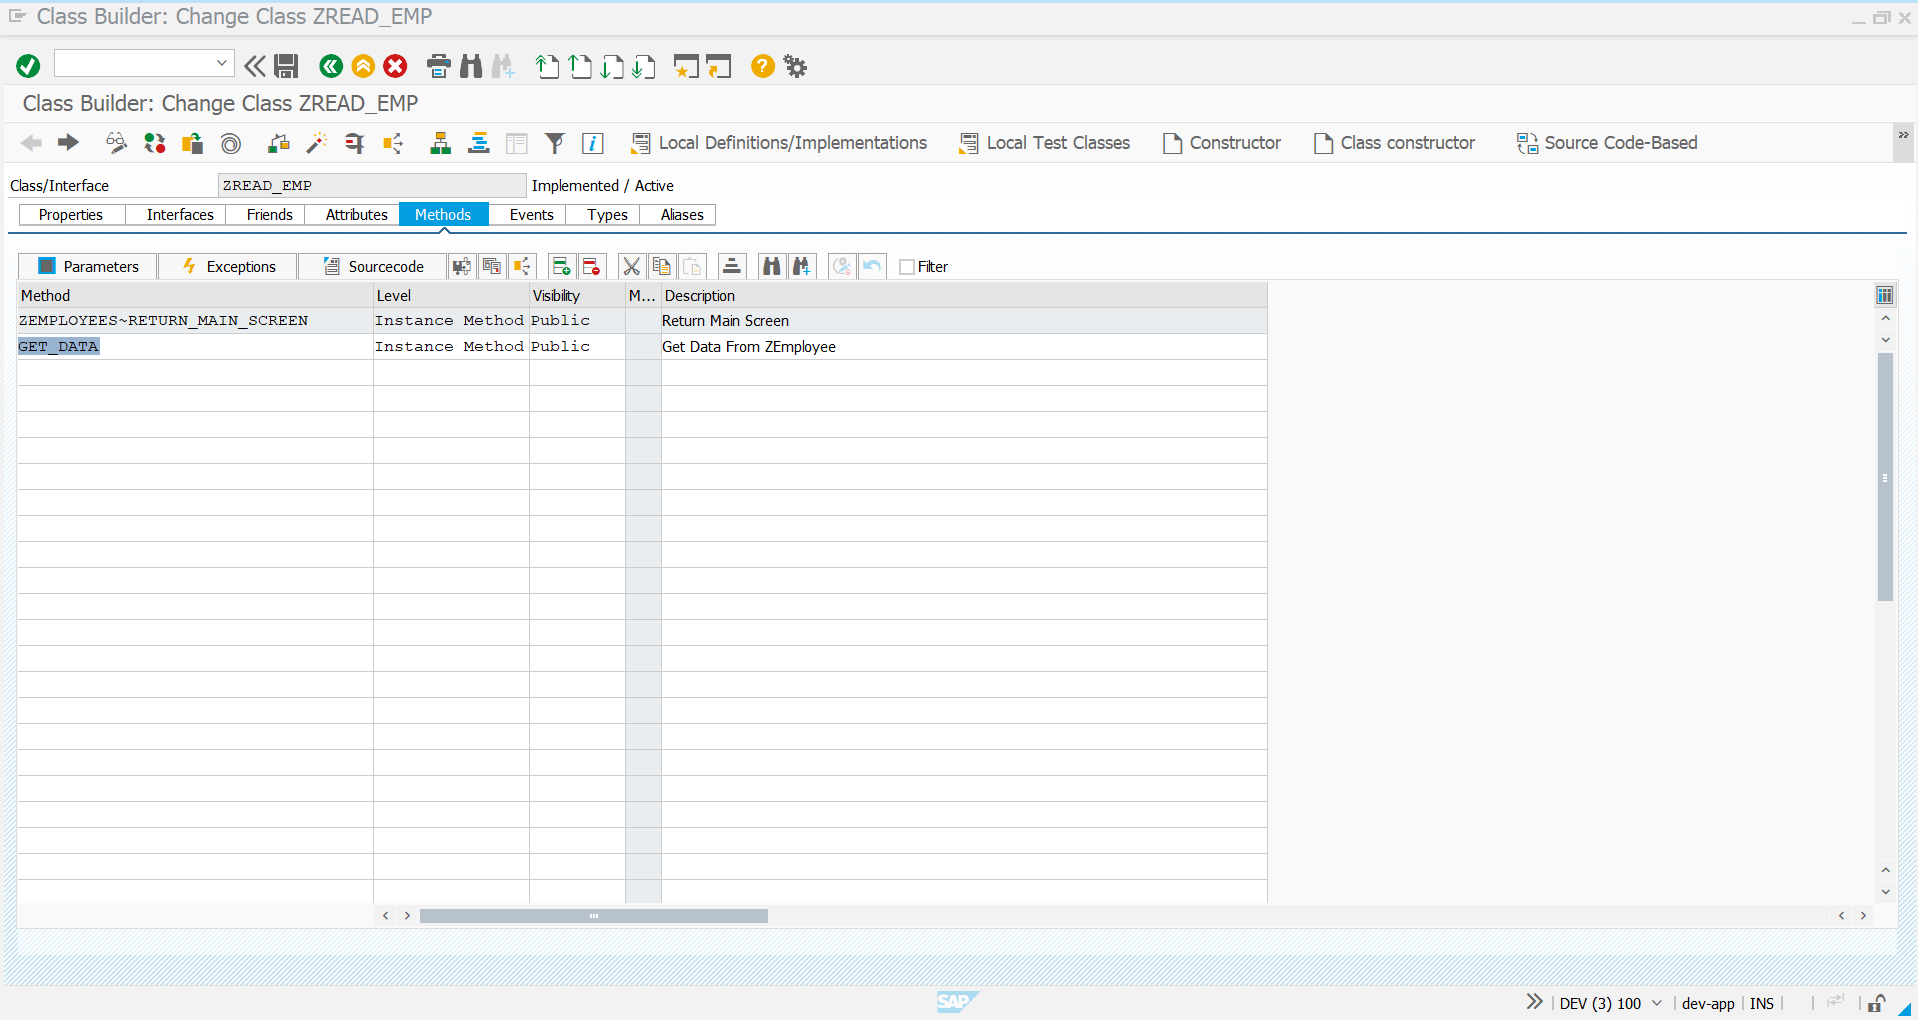 Class Builder: Change Class ZREAD_EMP
Class Builder: Change Class ZREAD_EMP
Local Definitions/Implementations Local Test Classes Constructor Class constructor Source Code-Based
Class/Interface ZREAD_EMP Implemented / Active
Properties Interfaces Friends Attributes Methods Events Types Aliases
Parameters Exceptions Sourcecode Filter
Method Level Visibility M... Description
ZEMPLOYEES~RETURN_MAIN_SCREEN Instance Method Public Return Main Screen
GET_DATA Instance Method Public Get Data From ZEmployee
SAP DEV (3) 100 dev-app INS